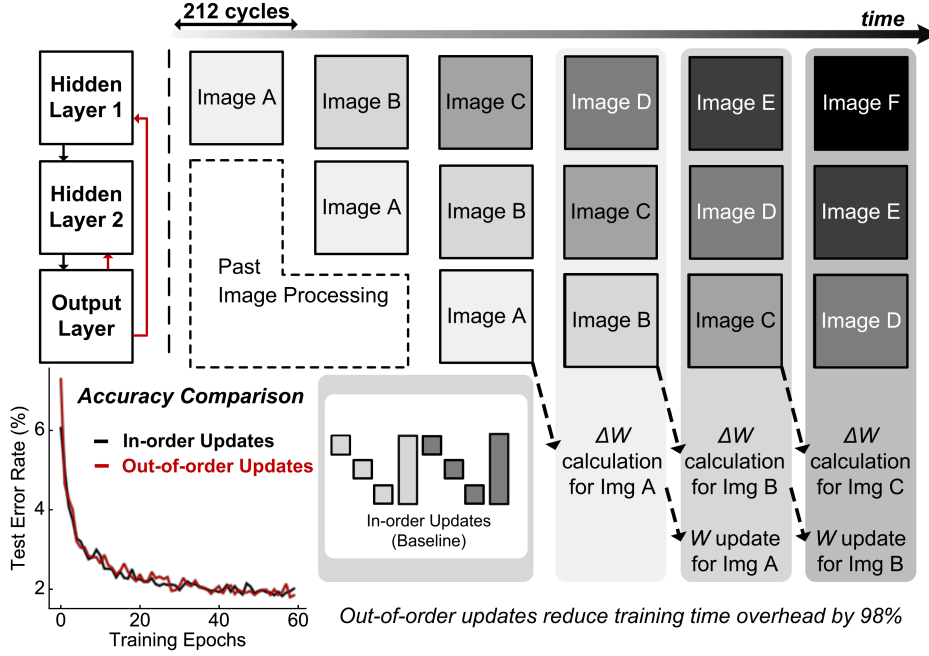 212 cycles
time
Hidden
Layer 1
Image A
Image B
Image C
Image D
Image E
Image F
Hidden
Layer 2
Image A
Image B
Image C
Image D
Image E
Past
Image Processing
Output
Layer
Image A
Image B
Image C
Image D
Accuracy Comparison
In-order Updates
Out-of-order Updates
Test Error Rate (%)
6
4
2
0
20
40
60
Training Epochs
In-order Updates
(Baseline)
ΔW
calculation
for Img A
ΔW
calculation
for Img B
ΔW
calculation
for Img C
W update
for Img A
W update
for Img B
Out-of-order updates reduce training time overhead by 98%